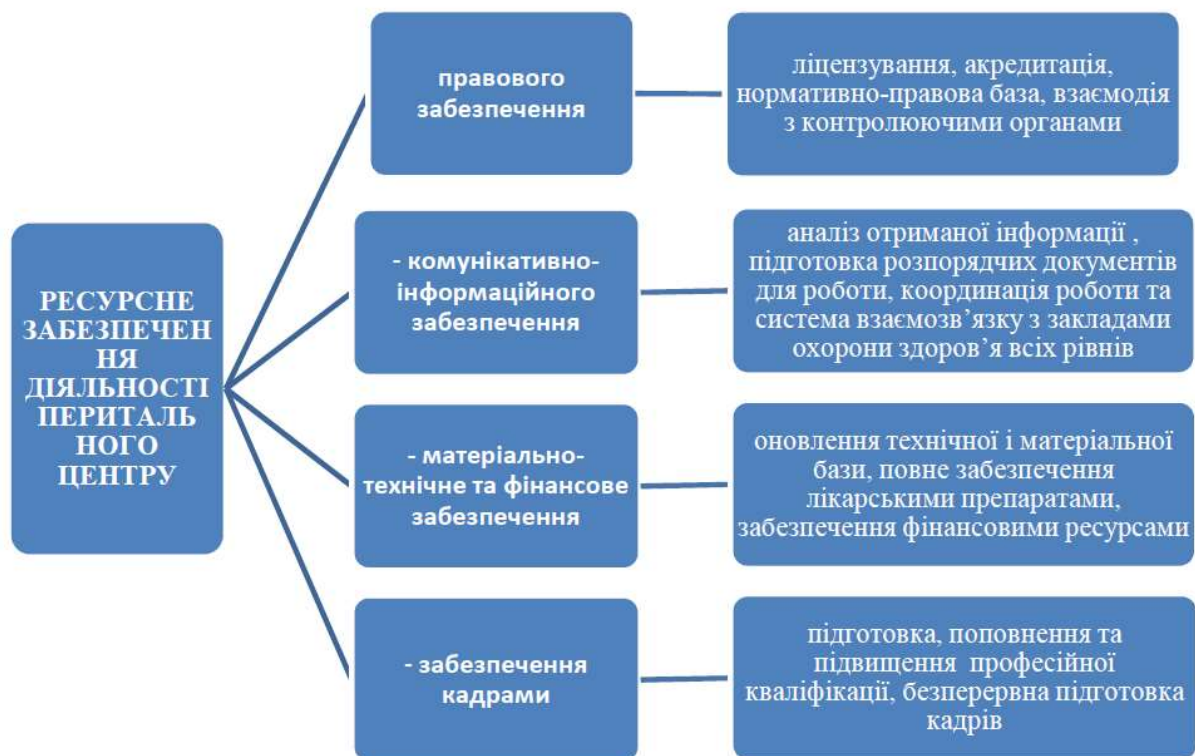 РЕСУРСНЕ
ЗАБЕЗПЕЧЕН
НЯ
ДІЯЛЬНОСТІ
ПЕРИТАЛЬ
НОГО
ЦЕНТРУ
правового
забезпечення
ліцензування, акредитація,
нормативно-правова база, взаємодія
з контролюючими органами
- комунікативно-
інформаційного
забезпечення
аналіз отриманої інформації ,
підготовка розпорядчих документів
для роботи, координація роботи та
система взаємозв’язку з закладами
охорони здоров’я всіх рівнів
- матеріально-
технічне та фінансове
забезпечення
оновлення технічної і матеріальної
бази, повне забезпечення
лікарськими препаратами,
забезпечення фінансовими ресурсами
- забезпечення
кадрами
підготовка, поповнення та
підвищення професійної
кваліфікації, безперервна підготовка
кадрів